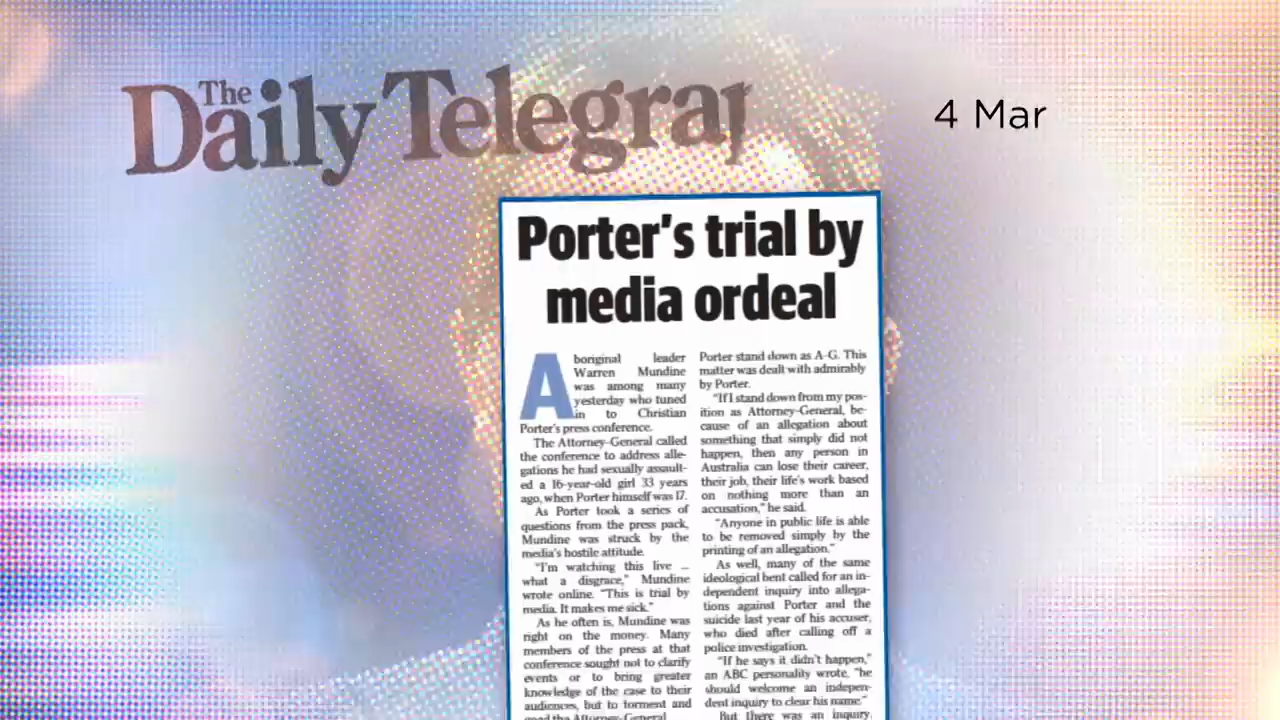 The
Daily Telegrap
4 Mar
Porter's trial by
media ordeal
Aboriginal leader
Warren Mundine
was among many
yesterday who tuned
in to Christian
Porter's press conference.
The Attorney-General called
the conference to address alle-
gations he had sexually assault-
ed a 16-year-old girl 33 years
ago, when Porter himself was 17.
As Porter took a series of
questions from the press pack,
Mundine was struck by the
media's hostile attitude.
"I'm watching this live ...
what a disgrace," Mundine
wrote online. "This is trial by
media. It makes me sick."
As he often is, Mundine was
right on the money. Many
members of the press at that
conference sought not to clarify
events or to bring greater
knowledge of the case to their
audiences, but to torment and
goad the Attorney-General
Porter stand down as A-G. This
matter was dealt with admirably
by Porter.
"If I stand down from my pos-
ition as Attorney-General, be-
cause of an allegation about
something that simply did not
happen, then any person in
Australia can lose their career,
their job, their life's work based
on nothing more than an
accusation," he said.
"Anyone in public life is able
to be removed simply by the
printing of an allegation."
As well, many of the same
ideological bent called for an in-
dependent inquiry into allega-
tions against Porter and the
suicide last year of his accuser,
who died after calling off a
police investigation.
"If he says it didn't happen,"
an ABC personality wrote, "he
should welcome an indepen-
dent inquiry to clear his name."
But there was an inquiry,